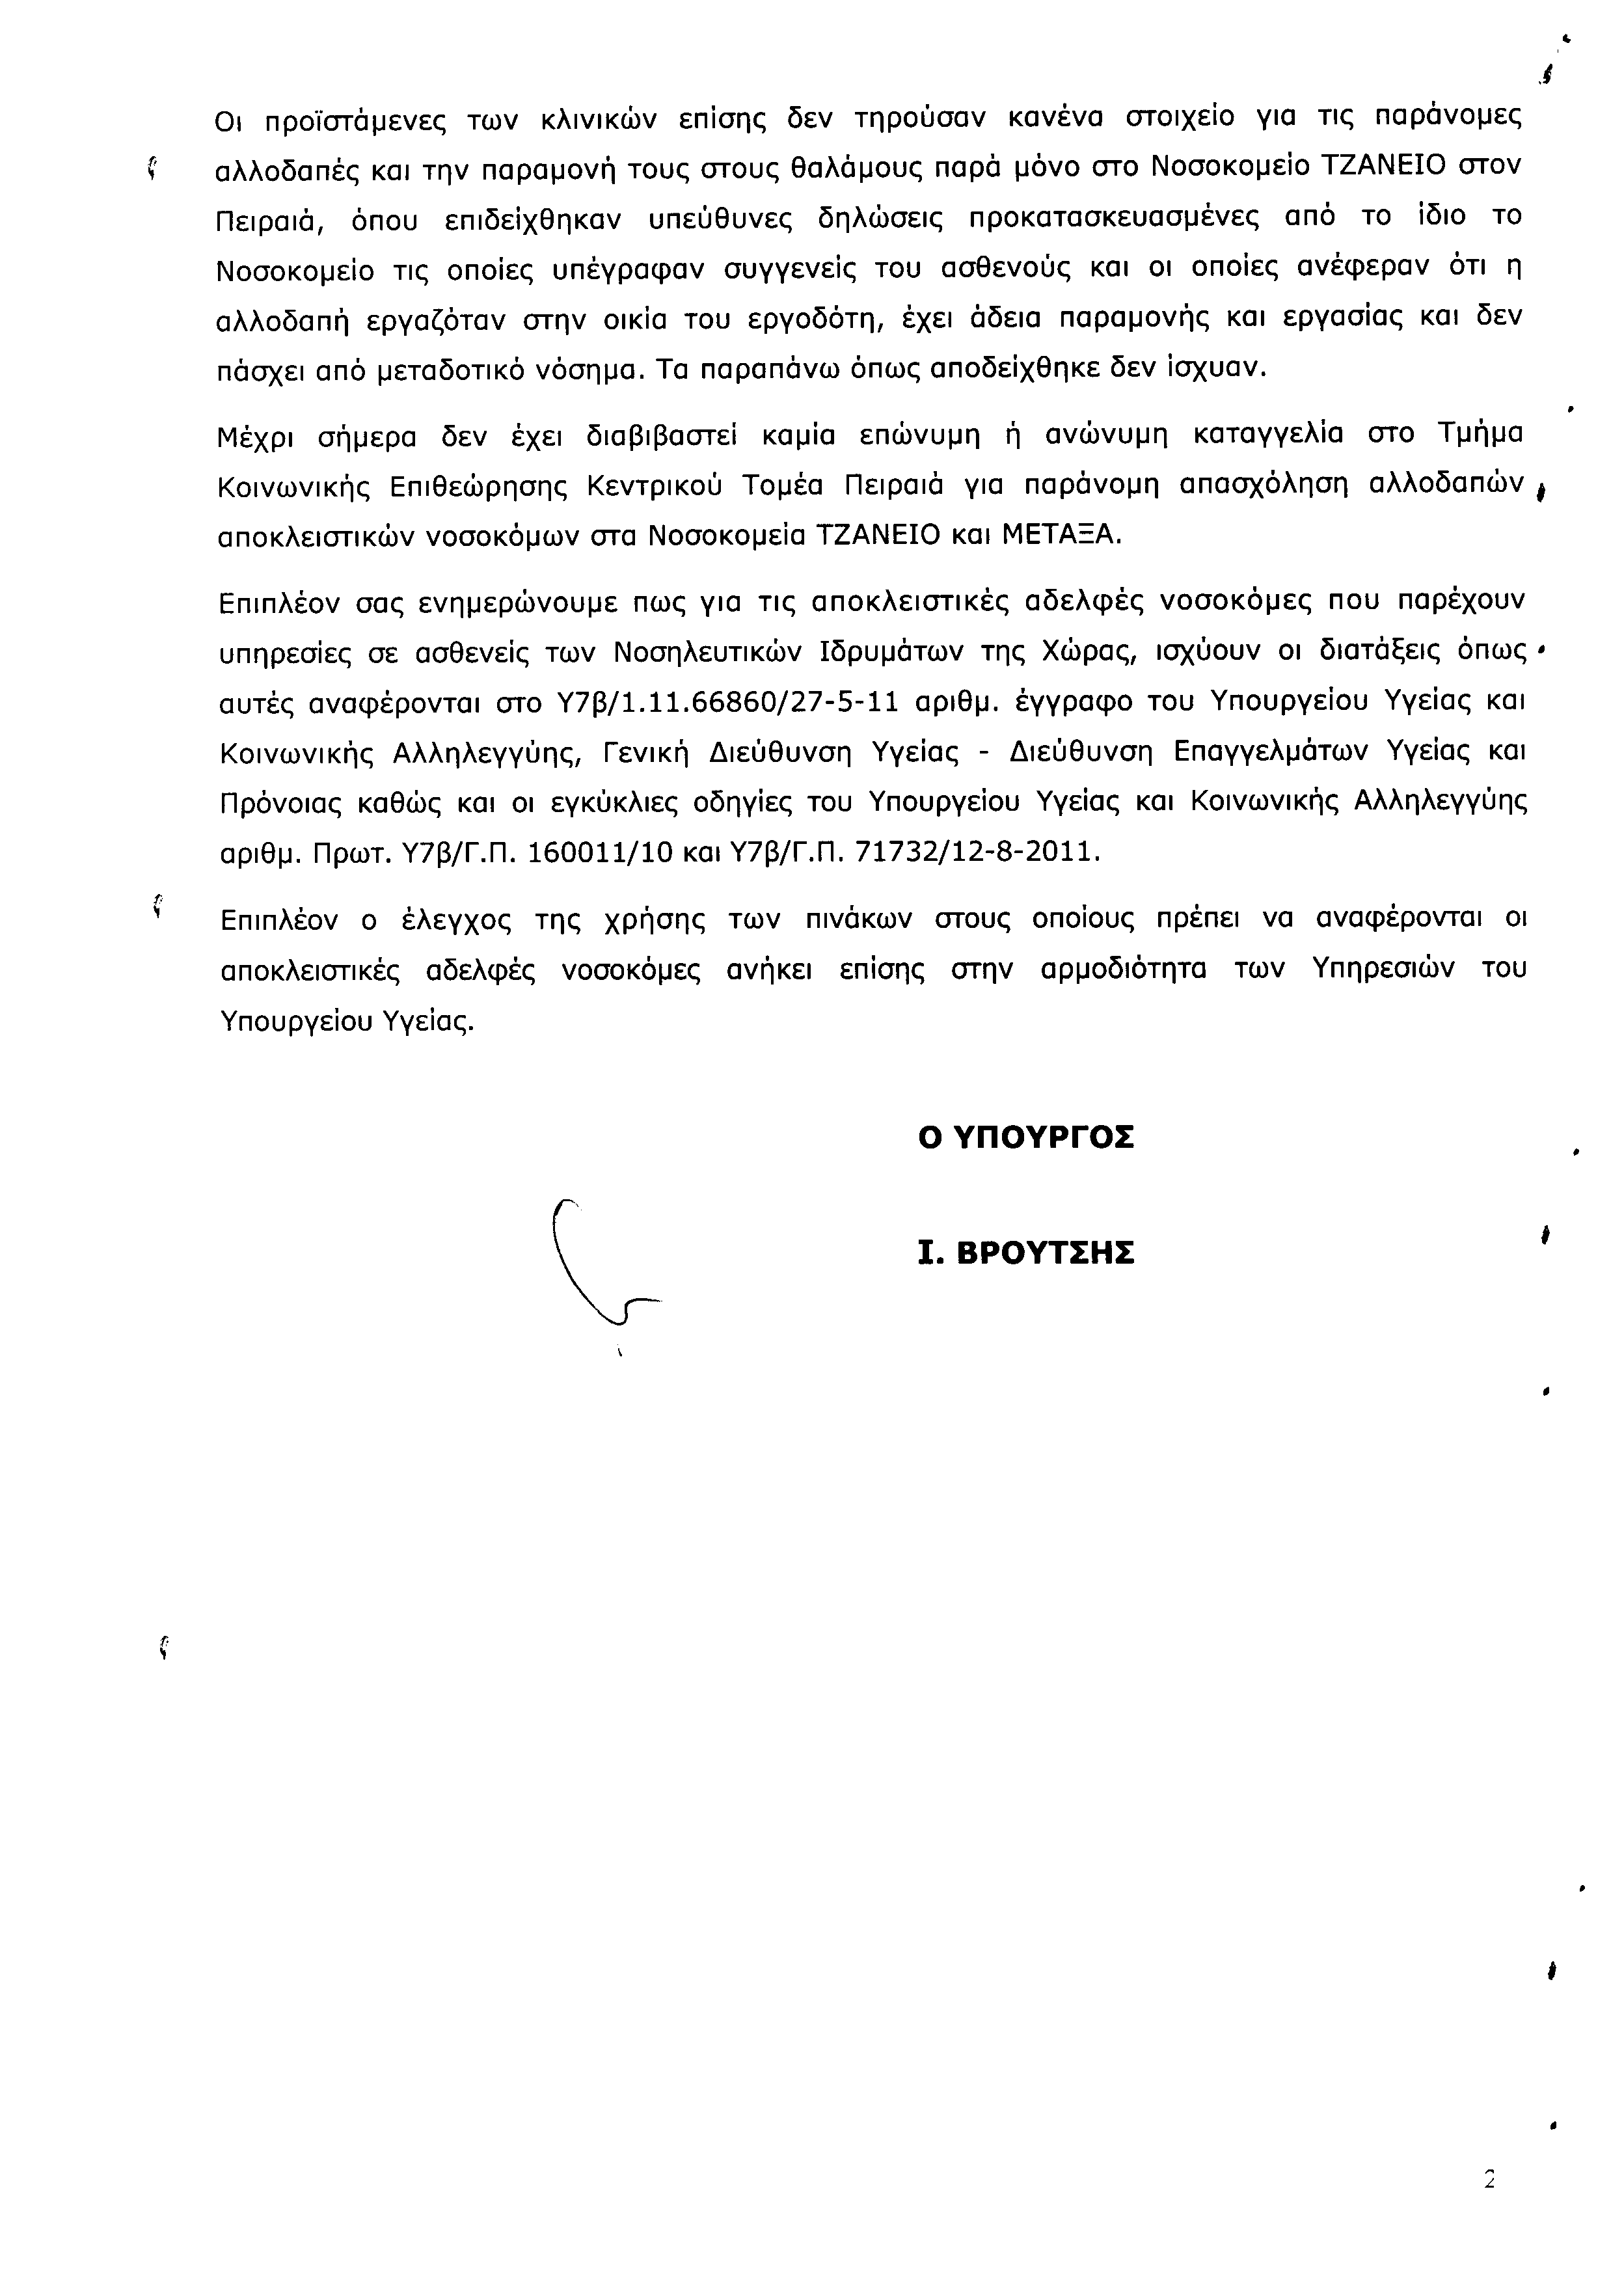 Οι προϊστάμενες των κλινικών επίσης δεν τηρούσαν κανένα στοιχείο για τις παράνομες
αλλοδαπές και την παραμονή τους στους θαλάμους παρά μόνο στο Νοσοκομείο ΤΖΑΝΕΙΟ στον
Πειραιά, όπου επιδείχθηκαν υπεύθυνες δηλώσεις προκατασκευασμένες από το ίδιο το
Νοσοκομείο τις οποίες υπέγραφαν συγγενείς του ασθενούς και οι οποίες ανέφεραν ότι η
αλλοδαπή εργαζόταν στην οικία του εργοδότη, έχει άδεια παραμονής και εργασίας και δεν
πάσχει από μεταδοτικό νόσημα. Τα παραπάνω όπως αποδείχθηκε δεν ίσχυαν.
Μέχρι σήμερα δεν έχει διαβιβαστεί καμία επώνυμη ή ανώνυμη καταγγελία στο Τμήμα
Κοινωνικής Επιθεώρησης Κεντρικού Τομέα Πειραιά για παράνομη απασχόληση αλλοδαπών
αποκλειστικών νοσοκόμων στα Νοσοκομεία ΤΖΑΝΕΙΟ και ΜΕΤΑΞΑ.
Επιπλέον σας ενημερώνουμε πως για τις αποκλειστικές αδελφές νοσοκόμες που παρέχουν
υπηρεσίες σε ασθενείς των Νοσηλευτικών Ιδρυμάτων της Χώρας, ισχύουν οι διατάξεις όπως
αυτές αναφέρονται στο Υ7β/1.11.66860/27-5-11 αριθμ. έγγραφο του Υπουργείου Υγείας και
Κοινωνικής Αλληλεγγύης, Γενική Διεύθυνση Υγείας - Διεύθυνση Επαγγελμάτων Υγείας και
Πρόνοιας καθώς και οι εγκύκλιες οδηγίες του Υπουργείου Υγείας και Κοινωνικής Αλληλεγγύης
αριθμ. Πρωτ. Υ7β/Γ.Π. 160011/10 και Υ7β/Γ.Π. 71732/12-8-2011.
Επιπλέον ο έλεγχος της χρήσης των πινάκων στους οποίους πρέπει να αναφέρονται οι
αποκλειστικές αδελφές νοσοκόμες ανήκει επίσης στην αρμοδιότητα των Υπηρεσιών του
Υπουργείου Υγείας.
Ο ΥΠΟΥΡΓΟΣ
Ι. ΒΡΟΥΤΣΗΣ
2